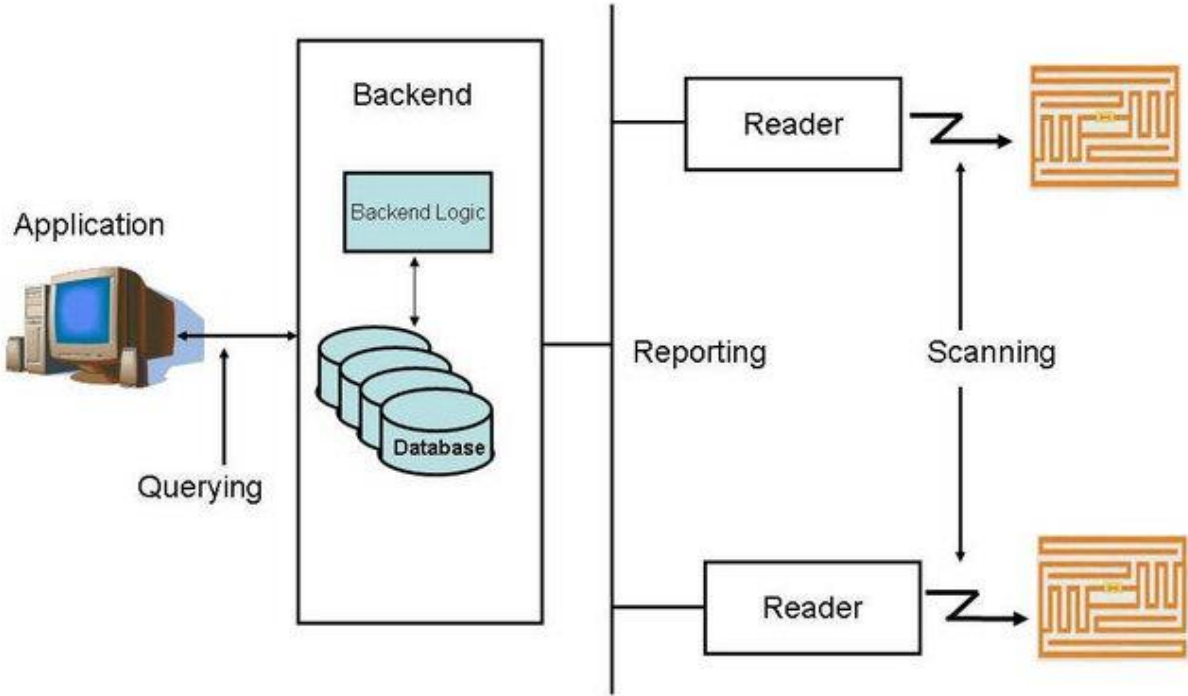 Application
Querying
Backend
Backend Logic
Database
Reporting
Reader
Scanning
Reader